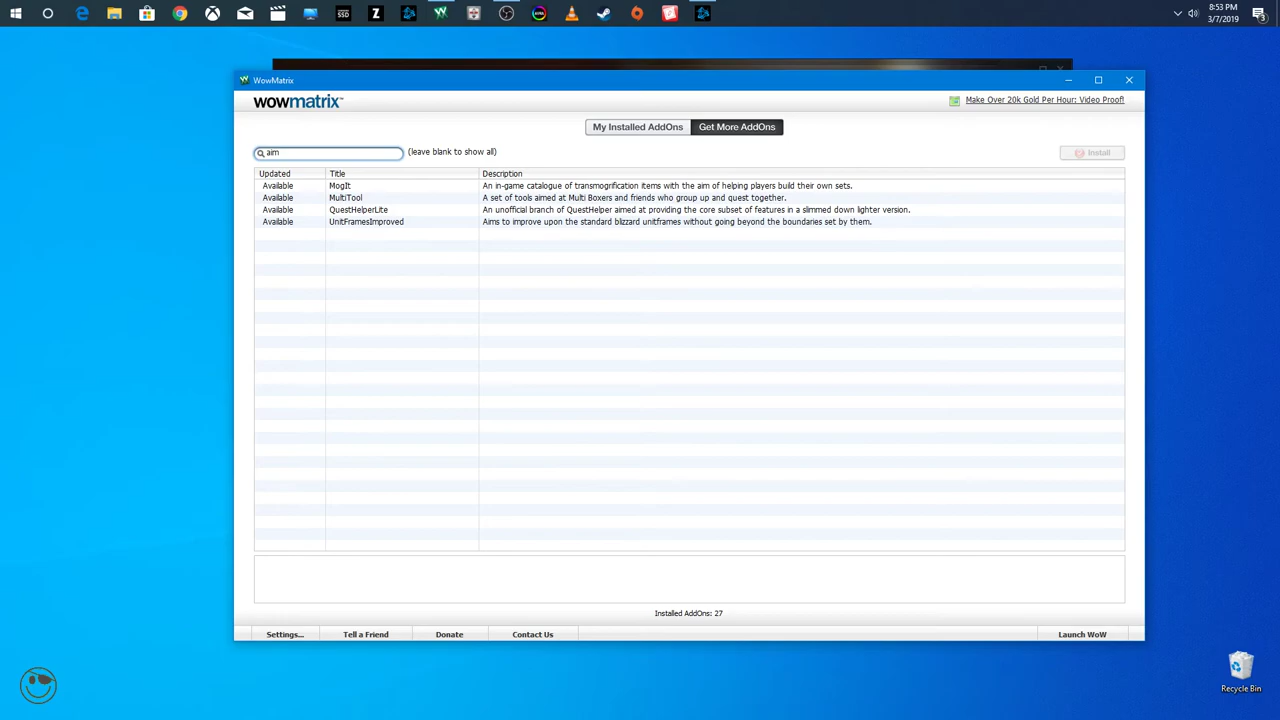 8:53 PM
3/7/2019
3
SSD
Z
WowMatrix
wowmatrix™
Make Over 20k Gold Per Hour: Video Proof!
My Installed AddOns
Get More AddOns
aim
(leave blank to show all)
Install
Updated Title Description
Available MogIt An in-game catalogue of transmogrification items with the aim of helping players build their own sets.
Available MultiTool A set of tools aimed at Multi Boxers and friends who group up and quest together.
Available QuestHelperLite An unofficial branch of QuestHelper aimed at providing the core subset of features in a slimmed down lighter version.
Available UnitFramesImproved Aims to improve upon the standard blizzard unitframes without going beyond the boundaries set by them.
Installed AddOns: 27
Settings... Tell a Friend Donate Contact Us Launch WoW
Recycle Bin